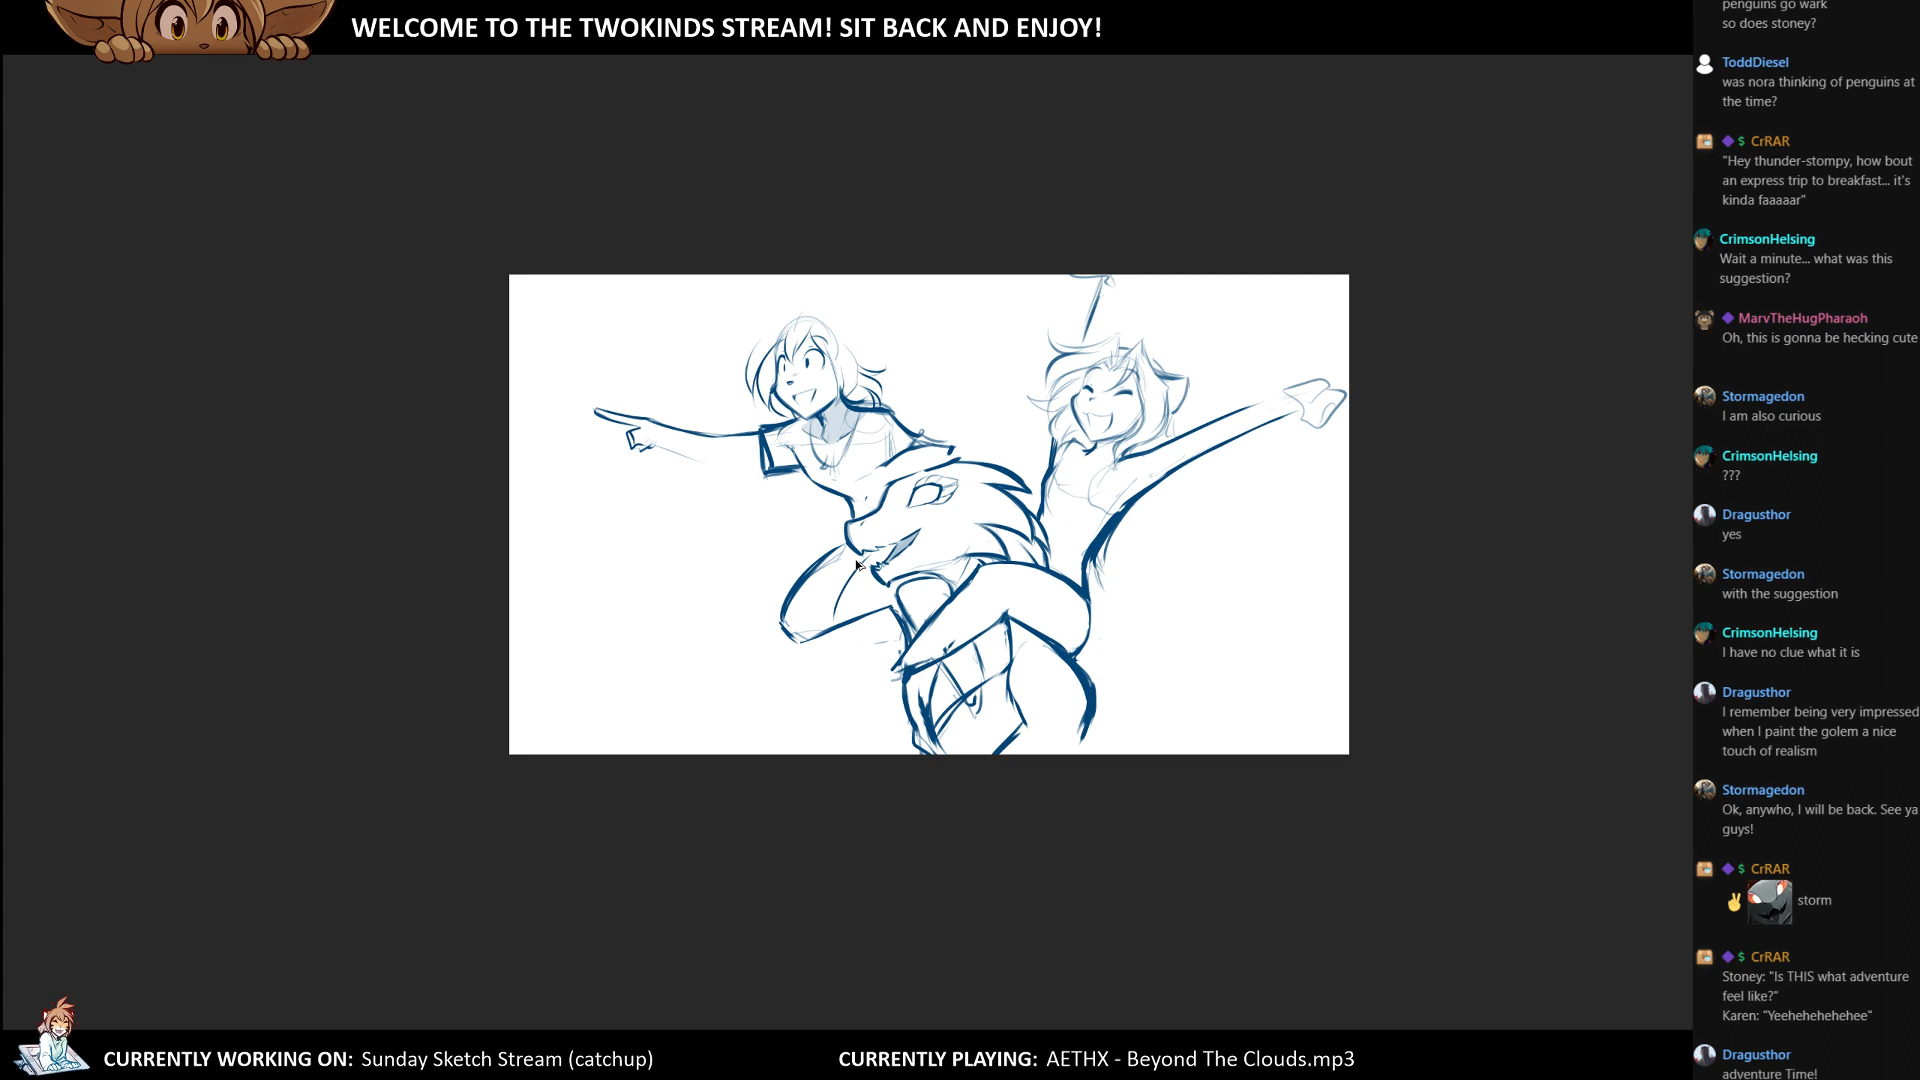 WELCOME TO THE TWOKINDS STREAM! SIT BACK AND ENJOY!
penguins go wark
so does stoney?
ToddDiesel
was nora thinking of penguins at
the time?
$ CrRAR
"Hey thunder-stompy, how bout
an express trip to breakfast... it's
kinda faaaaar"
CrimsonHelsing
Wait a minute... what was this
suggestion?
MarvTheHugPharaoh
Oh, this is gonna be hecking cute
Stormagedon
I am also curious
CrimsonHelsing
???
Dragusthor
yes
Stormagedon
with the suggestion
CrimsonHelsing
I have no clue what it is
Dragusthor
I remember being very impressed
when I paint the golem a nice
touch of realism
Stormagedon
Ok, anywho, I will be back. See ya
guys!
$ CrRAR
storm
$ CrRAR
Stoney: "Is THIS what adventure
feel like?"
Karen: "Yeehehehehehee"
Dragusthor
adventure Time!
CURRENTLY WORKING ON: Sunday Sketch Stream (catchup)
CURRENTLY PLAYING: AETHX - Beyond The Clouds.mp3